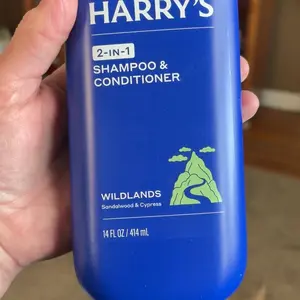 HARRY'S
2-IN-1
SHAMPOO &
CONDITIONER
WILDLANDS
Sandalwood & Cypress
14 FL OZ / 414 mL